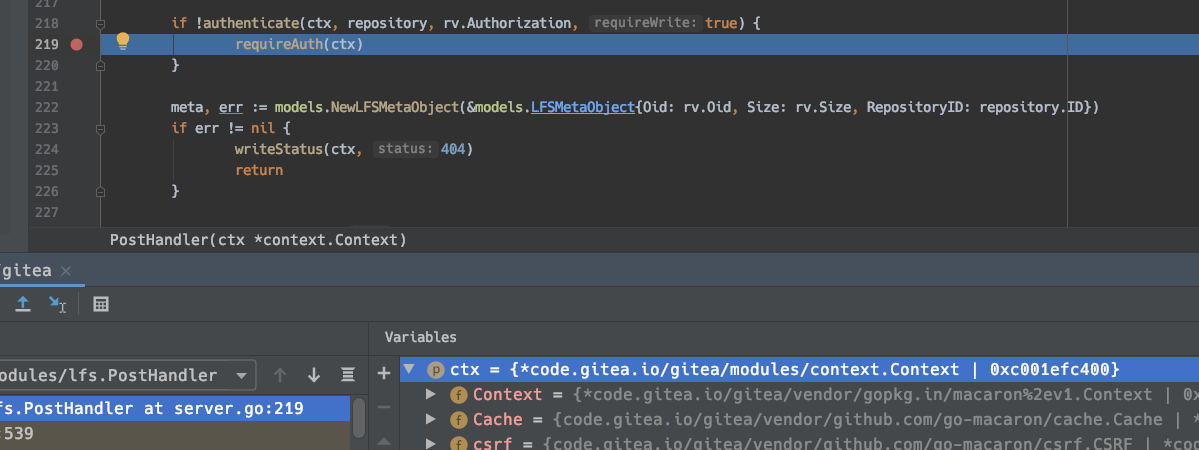 217
218 if !authenticate(ctx, repository, rv.Authorization, requireWrite: true) {
219 requireAuth(ctx)
220 }
221
222 meta, err := models.NewLFSMetaObject(&models.LFSMetaObject{Oid: rv.Oid, Size: rv.Size, RepositoryID: repository.ID})
223 if err != nil {
224 writeStatus(ctx, status: 404)
225 return
226 }
227
PostHandler(ctx *context.Context)
/gitea ×
Variables
odules/lfs.PostHandler
fs.PostHandler at server.go:219
:539
p ctx = {*code.gitea.io/gitea/modules/context.Context | 0xc001efc400}
f Context = {*code.gitea.io/gitea/vendor/gopkg.in/macaron%2ev1.Context | 0x
f Cache = {code.gitea.io/gitea/vendor/github.com/go-macaron/cache.Cache | *
f csrf = {code.gitea.io/gitea/vendor/github.com/go-macaron/csrf.CSRF | *cod